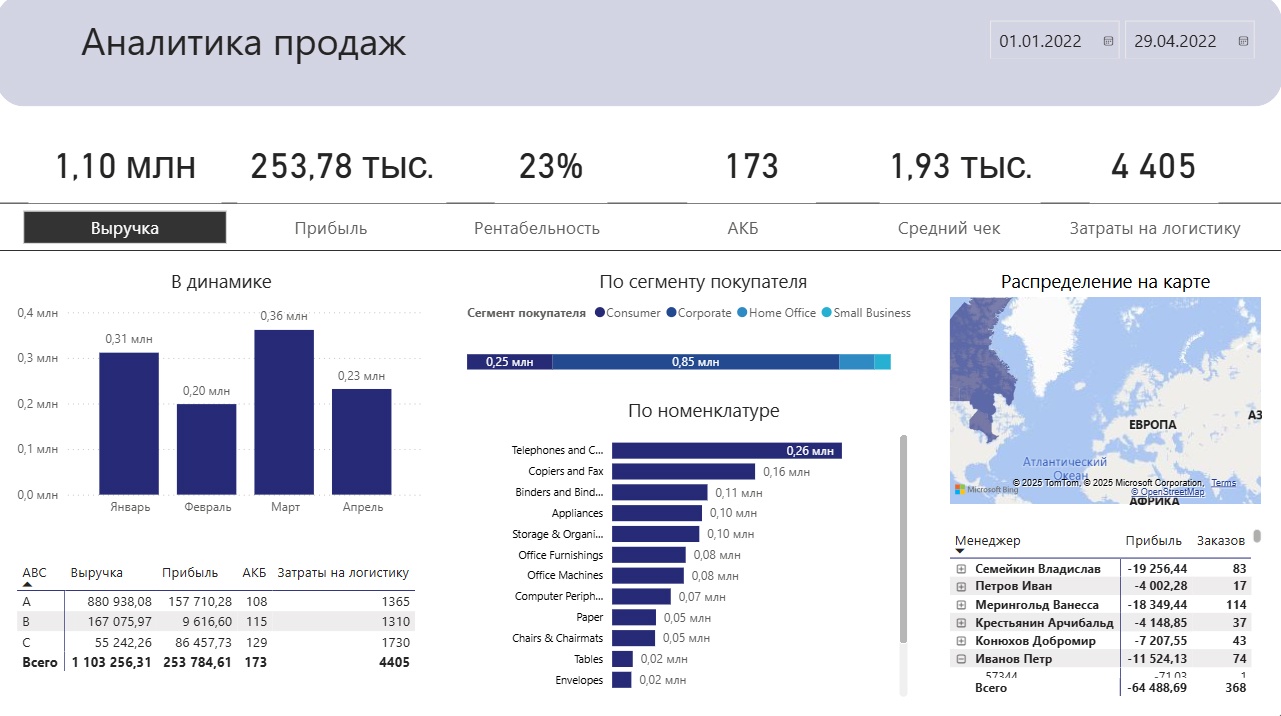 Аналитика продаж
01.01.2022 29.04.2022
1,10 млн 253,78 тыс. 23% 173 1,93 тыс. 4 405
Выручка Прибыль Рентабельность АКБ Средний чек Затраты на логистику
В динамике
0,4 млн
0,3 млн
0,2 млн
0,1 млн
0,0 млн
0,31 млн
0,20 млн
0,36 млн
0,23 млн
Январь Февраль Март Апрель
ABC Выручка Прибыль АКБ Затраты на логистику
A 880 938,08 157 710,28 108 1365
B 167 075,97 9 616,60 115 1310
C 55 242,26 86 457,73 129 1730
Всего 1 103 256,31 253 784,61 173 4405
По сегменту покупателя
Сегмент покупателя Consumer Corporate Home Office Small Business
0,25 млн 0,85 млн
По номенклатуре
Telephones and C... 0,26 млн
Copiers and Fax 0,16 млн
Binders and Bind... 0,11 млн
Appliances 0,10 млн
Storage & Organi... 0,10 млн
Office Furnishings 0,08 млн
Office Machines 0,08 млн
Computer Periph... 0,07 млн
Paper 0,05 млн
Chairs & Chairmats 0,05 млн
Tables 0,02 млн
Envelopes 0,02 млн
Распределение на карте
АЗ
ЕВРОПА
Атлантический
Океан
© 2025 TomTom, © 2025 Microsoft Corporation, Terms
Microsoft Bing © OpenStreetMap
АФРИКА
Менеджер Прибыль Заказов
Семейкин Владислав -19 256,44 83
Петров Иван -4 002,28 17
Мерингольд Ванесса -18 349,44 114
Крестьянин Арчибальд -4 148,85 37
Конюхов Добромир -7 207,55 43
Иванов Петр -11 524,13 74
57344 -71,03 1
Всего -64 488,69 368